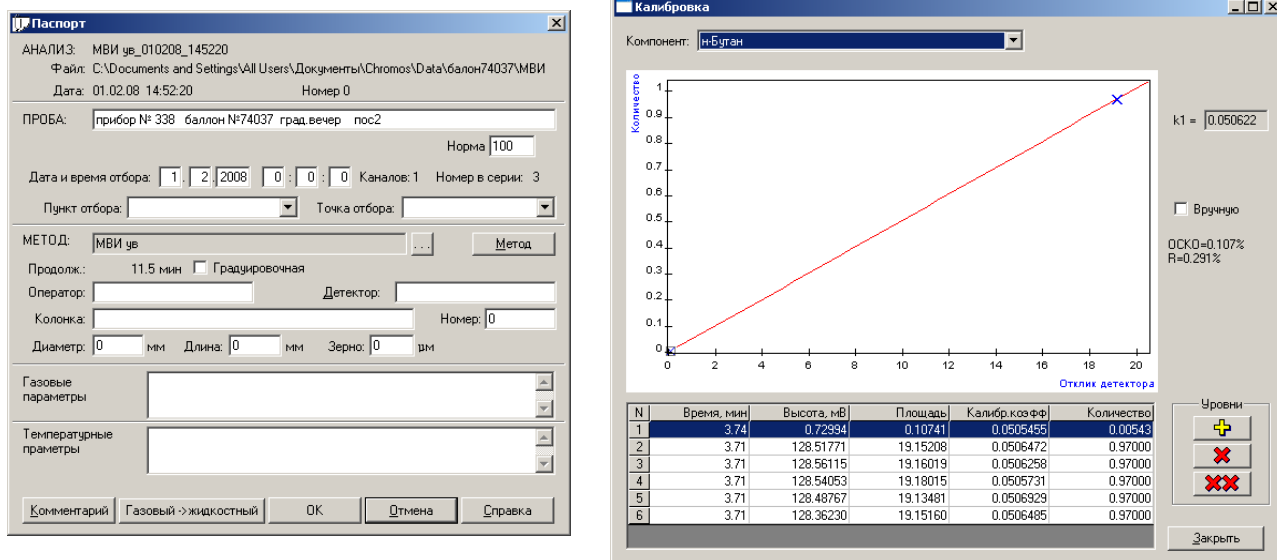 Паспорт
АНАЛИЗ: МВИ ув_010208_145220
Файл: C:\Documents and Settings\All Users\Документы\Chromos\Data\балон74037\МВИ
Дата: 01.02.08 14:52:20 Номер 0
ПРОБА: прибор № 338 баллон №74037 град.вечер пос2
Норма 100
Дата и время отбора: 1 . 2 . 2008 0 : 0 : 0 Каналов: 1 Номер в серии: 3
Пункт отбора: Точка отбора:
МЕТОД: МВИ ув ... Метод
Продолж.: 11.5 мин Градуировочная
Оператор: Детектор:
Колонка: Номер: 0
Диаметр: 0 мм Длина: 0 мм Зерно: 0 µм
Газовые
параметры
Температурные
праметры
Комментарий Газовый->жидкостный OK Отмена Справка
Калибровка
Компонент: н-Бутан
Количество
1
0.9
0.8
0.7
0.6
0.5
0.4
0.3
0.2
0.1
0
0 2 4 6 8 10 12 14 16 18 20
Отклик детектора
k1 = 0.050622
Вручную
ОСКО=0.107%
R=0.291%
N Время, мин Высота, мВ Площадь Калибр.коэфф Количество
1 3.74 0.72994 0.10741 0.0505455 0.00543
2 3.71 128.51771 19.15208 0.0506472 0.97000
3 3.71 128.56115 19.16019 0.0506258 0.97000
4 3.71 128.54053 19.18015 0.0505731 0.97000
5 3.71 128.48767 19.13481 0.0506929 0.97000
6 3.71 128.36230 19.15160 0.0506485 0.97000
Уровни
Закрыть